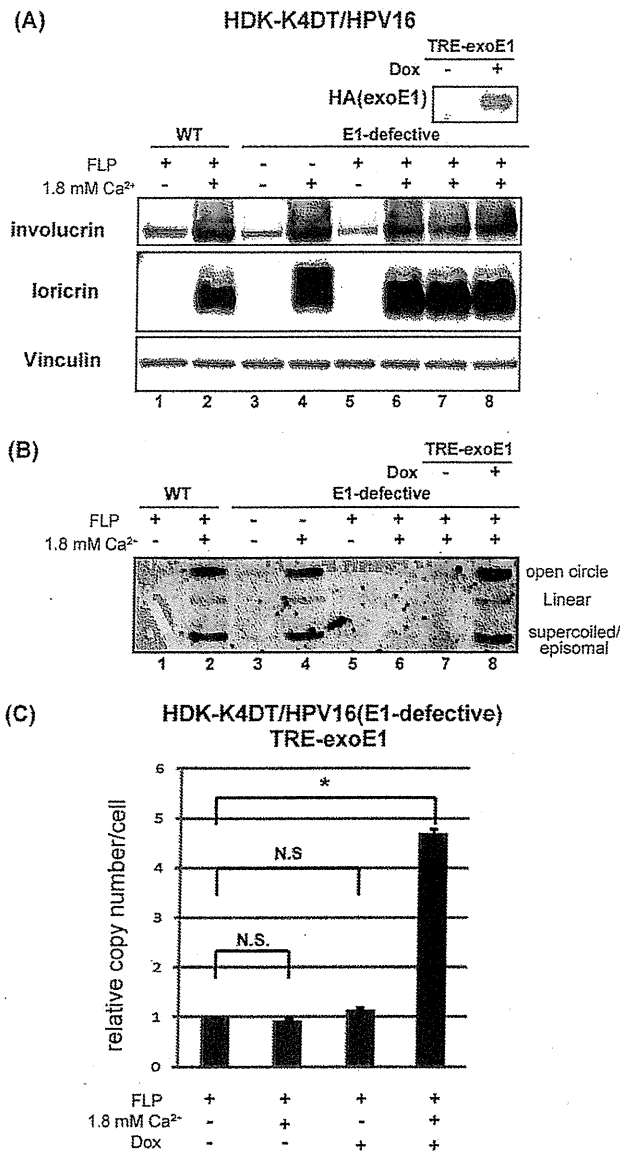 (A) HDK-K4DT/HPV16
TRE-exoE1
Dox - +
HA(exoE1)
WT E1-defective
FLP + + - - + + + +
1.8 mM Ca²⁺ - + - + - + + +
involucrin
loricrin
Vinculin
1 2 3 4 5 6 7 8
(B)
TRE-exoE1
Dox - +
WT E1-defective
FLP + + - - + + + +
1.8 mM Ca²⁺ - + - + - + + +
open circle
Linear
supercoiled/
episomal
1 2 3 4 5 6 7 8
(C) HDK-K4DT/HPV16(E1-defective)
TRE-exoE1
relative copy number/cell
6
5
4
3
2
1
0
*
N.S
N.S.
FLP + + + +
1.8 mM Ca²⁺ - + - +
Dox - - + +